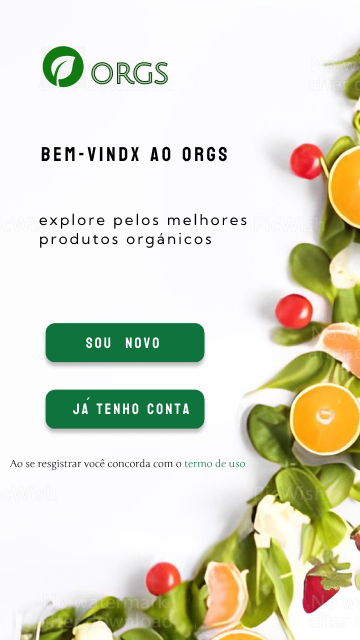 ORGS
BEM-VINDX AO ORGS
explore pelos melhores
produtos orgánicos
SOU NOVO
JÁ TENHO CONTA
Ao se resgistrar você concorda com o termo de uso